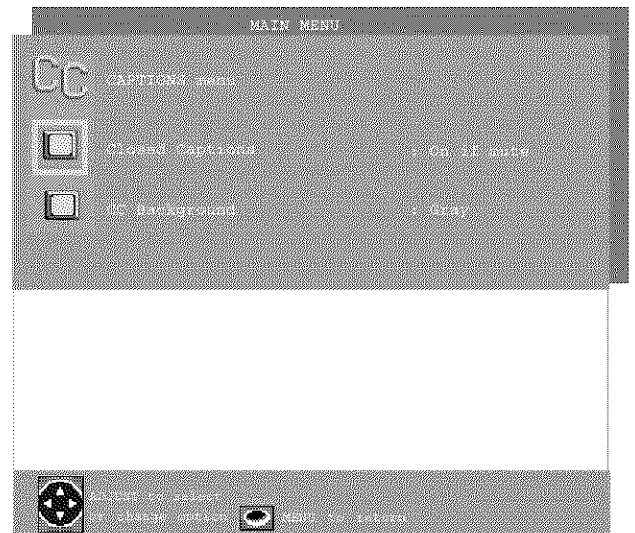 MAIN MENU
CC
CAPTIONS menu
Closed Captions : On if mute
CC Background : Gray
ADJUST to select
or change option MENU to return